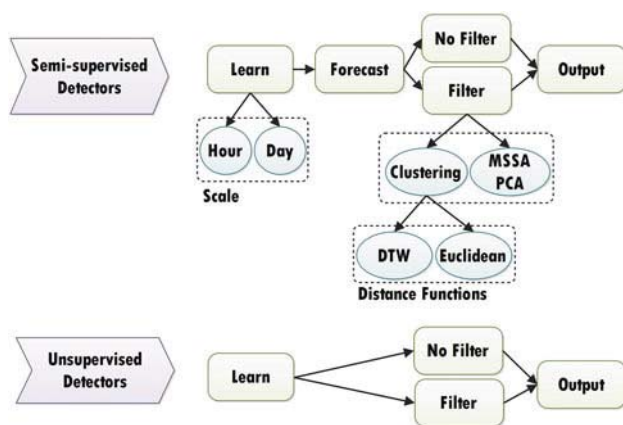 No Filter
Semi-supervised
Detectors
Learn
Forecast
Output
Filter
Hour
Day
Clustering
MSSA
PCA
Scale
DTW
Euclidean
Distance Functions
Unsupervised
Detectors
No Filter
Learn
Output
Filter